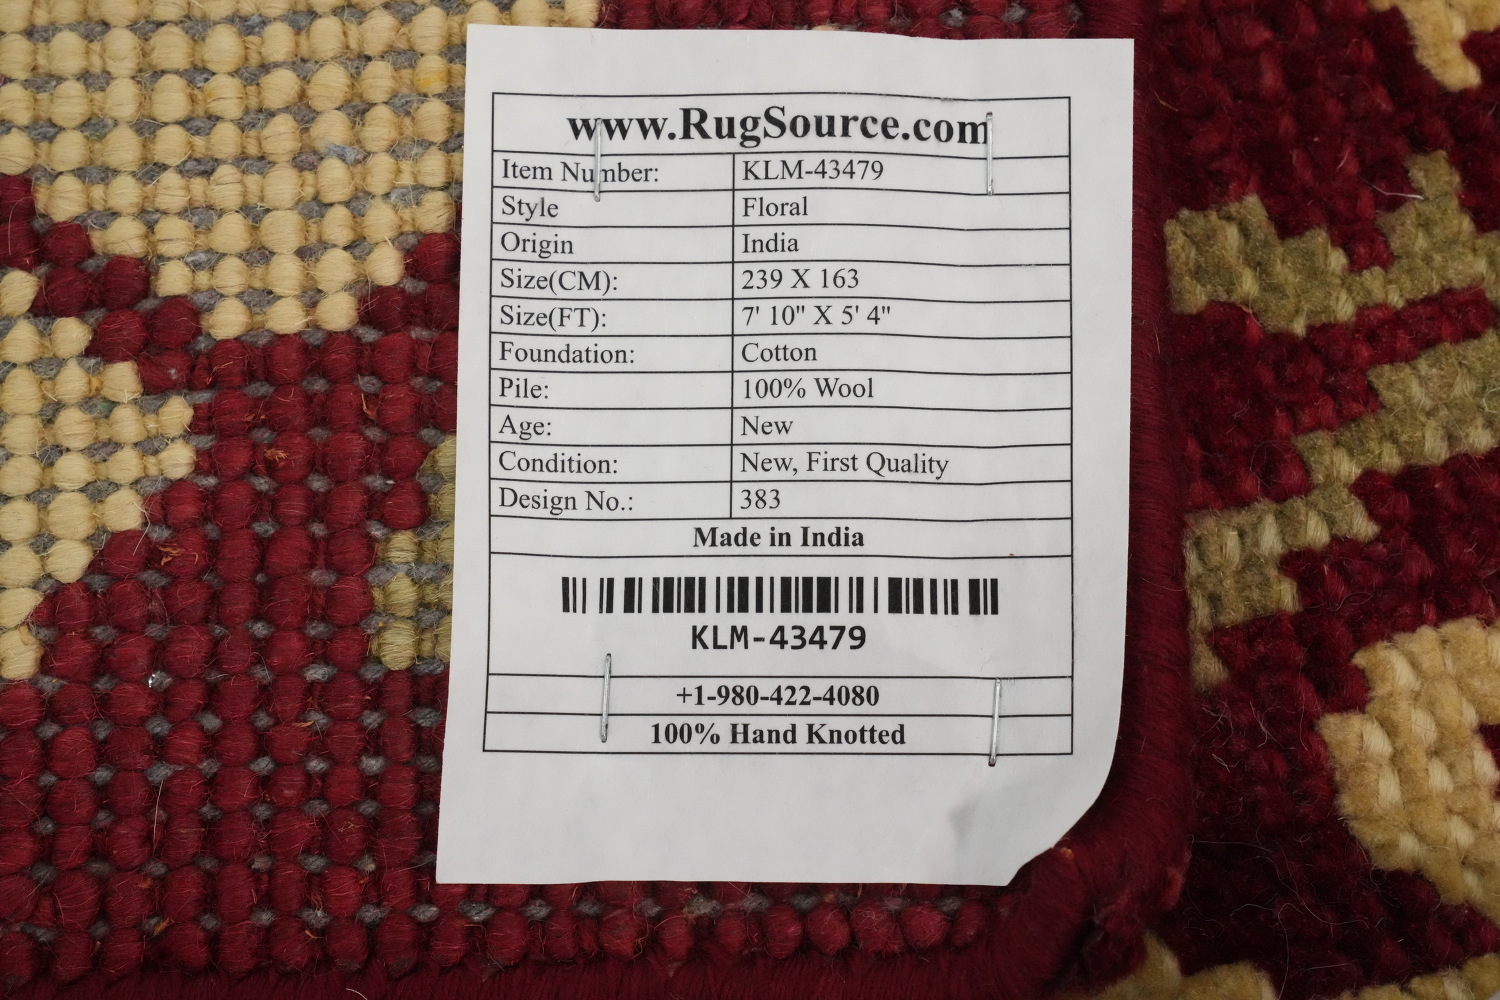 www.RugSource.com
Item Number: KLM-43479
Style Floral
Origin India
Size(CM): 239 X 163
Size(FT): 7' 10" X 5' 4"
Foundation: Cotton
Pile: 100% Wool
Age: New
Condition: New, First Quality
Design No.: 383
Made in India
KLM-43479
+1-980-422-4080
100% Hand Knotted